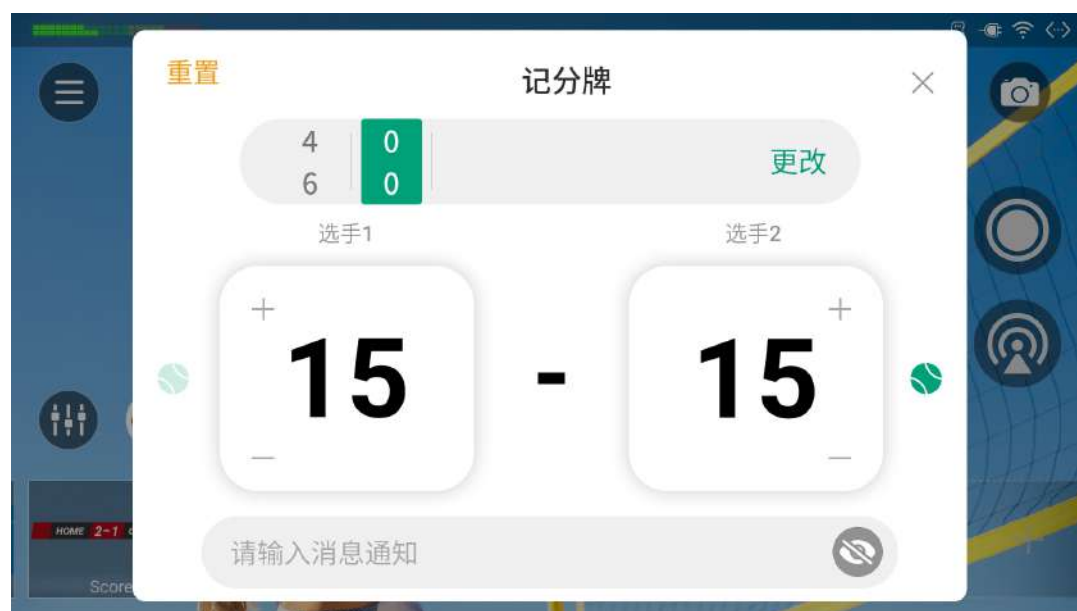 重置
记分牌
4 0
6 0
更改
选手1
选手2
+
+
15 - 15
—
—
请输入消息通知
HOME 2-1
Score